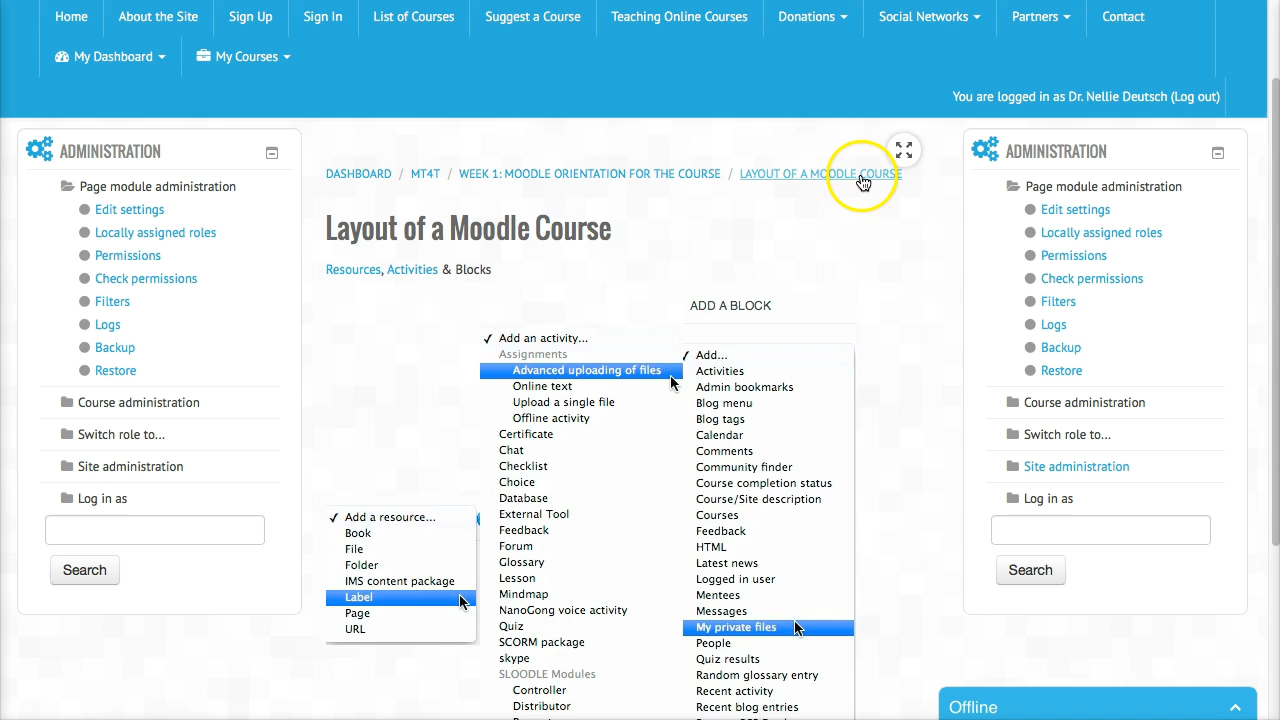 Home About the Site Sign Up Sign In List of Courses Suggest a Course Teaching Online Courses Donations Social Networks Partners Contact
My Dashboard My Courses
You are logged in as Dr. Nellie Deutsch (Log out)
ADMINISTRATION
Page module administration
Edit settings
Locally assigned roles
Permissions
Check permissions
Filters
Logs
Backup
Restore
Course administration
Switch role to...
Site administration
Log in as
Search
DASHBOARD / MT4T / WEEK 1: MOODLE ORIENTATION FOR THE COURSE / LAYOUT OF A MOODLE COURSE
Layout of a Moodle Course
Resources, Activities & Blocks
✓ Add a resource...
Book
File
Folder
IMS content package
Label
Page
URL
✓ Add an activity...
Assignments
Advanced uploading of files
Online text
Upload a single file
Offline activity
Certificate
Chat
Checklist
Choice
Database
External Tool
Feedback
Forum
Glossary
Lesson
Mindmap
NanoGong voice activity
Quiz
SCORM package
skype
SLOODLE Modules
Controller
Distributor
ADD A BLOCK
✓ Add...
Activities
Admin bookmarks
Blog menu
Blog tags
Calendar
Comments
Community finder
Course completion status
Course/Site description
Courses
Feedback
HTML
Latest news
Logged in user
Mentees
Messages
My private files
People
Quiz results
Random glossary entry
Recent activity
Recent blog entries
ADMINISTRATION
Page module administration
Edit settings
Locally assigned roles
Permissions
Check permissions
Filters
Logs
Backup
Restore
Course administration
Switch role to...
Site administration
Log in as
Search
Offline